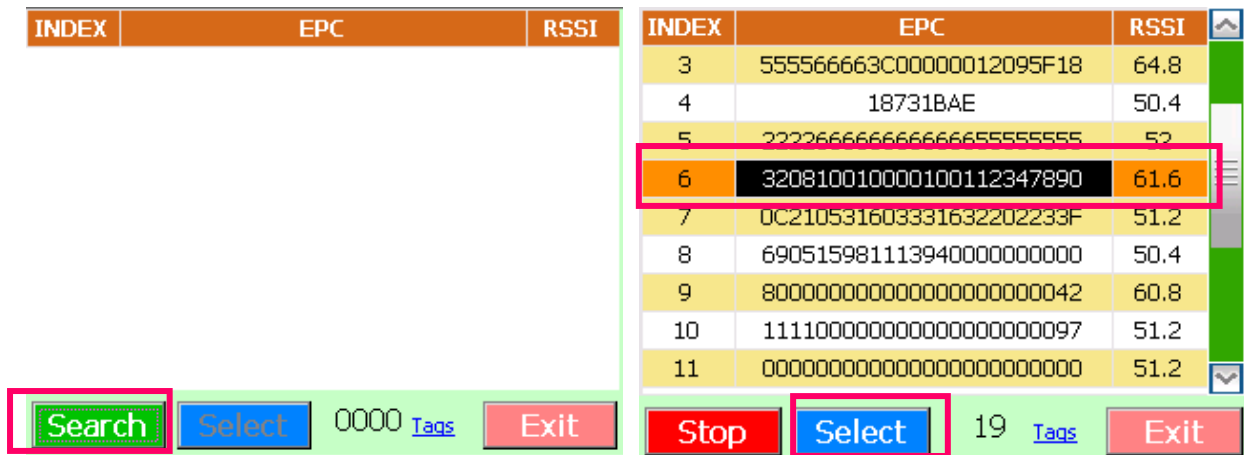 INDEX EPC RSSI
Search Select 0000 Tags Exit
INDEX EPC RSSI
3 555566663C00000012095F18 64.8
4 18731BAE 50.4
5 222266666666666655555555 52
6 320810010000100112347890 61.6
7 0C210531603331632202233F 51.2
8 690515981113940000000000 50.4
9 800000000000000000000042 60.8
10 111100000000000000000097 51.2
11 000000000000000000000000 51.2
Stop Select 19 Tags Exit